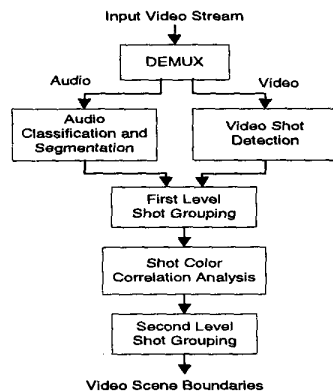 Input Video Stream
DEMUX
Audio
Video
Audio
Classification and
Segmentation
Video Shot
Detection
First Level
Shot Grouping
Shot Color
Correlation Analysis
Second Level
Shot Grouping
Video Scene Boundaries